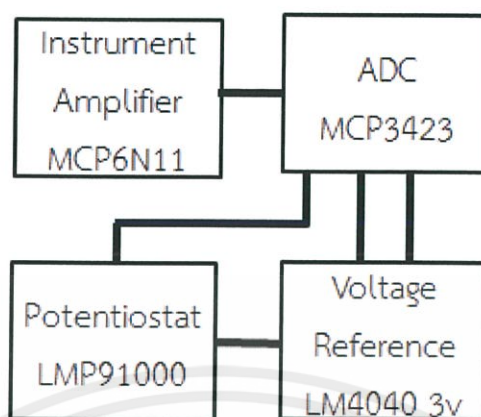 Instrument
Amplifier
MCP6N11
ADC
MCP3423
Potentiostat
LMP91000
Voltage
Reference
LM4040 3v